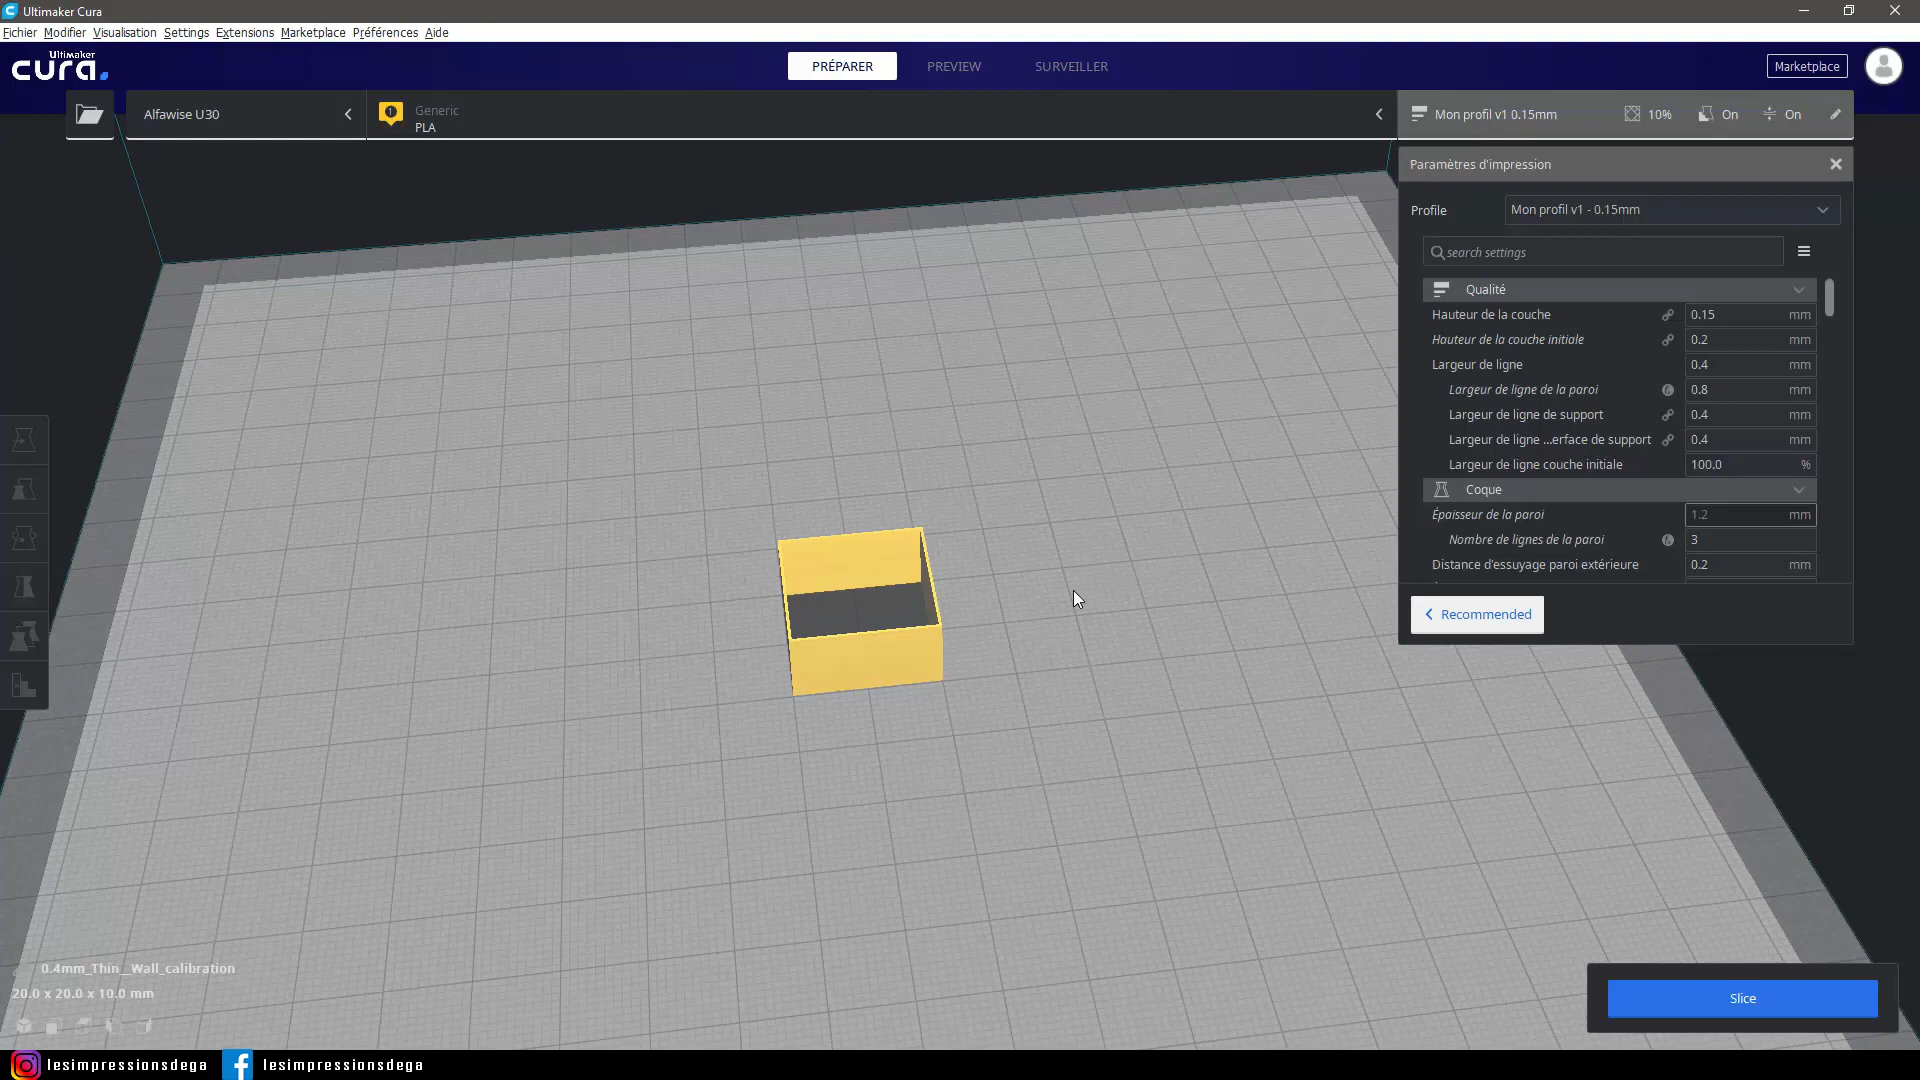 Ultimaker Cura
Fichier Modifier Visualisation Settings Extensions Marketplace Préférences Aide
Ultimaker
cura.
PRÉPARER PREVIEW SURVEILLER
Marketplace
Alfawise U30
1
Generic
PLA
Mon profil v1 0.15mm 10% On On
Paramètres d'impression
Profile Mon profil v1 - 0.15mm
search settings
Qualité
Hauteur de la couche 0.15 mm
Hauteur de la couche initiale 0.2 mm
Largeur de ligne 0.4 mm
Largeur de ligne de la paroi 0.8 mm
Largeur de ligne de support 0.4 mm
Largeur de ligne ...erface de support 0.4 mm
Largeur de ligne couche initiale 100.0 %
Coque
Épaisseur de la paroi 1.2 mm
Nombre de lignes de la paroi 3
Distance d'essuyage paroi extérieure 0.2 mm
Recommended
0.4mm_Thin__Wall_calibration
20.0 x 20.0 x 10.0 mm
Slice
lesimpressionsdega lesimpressionsdega